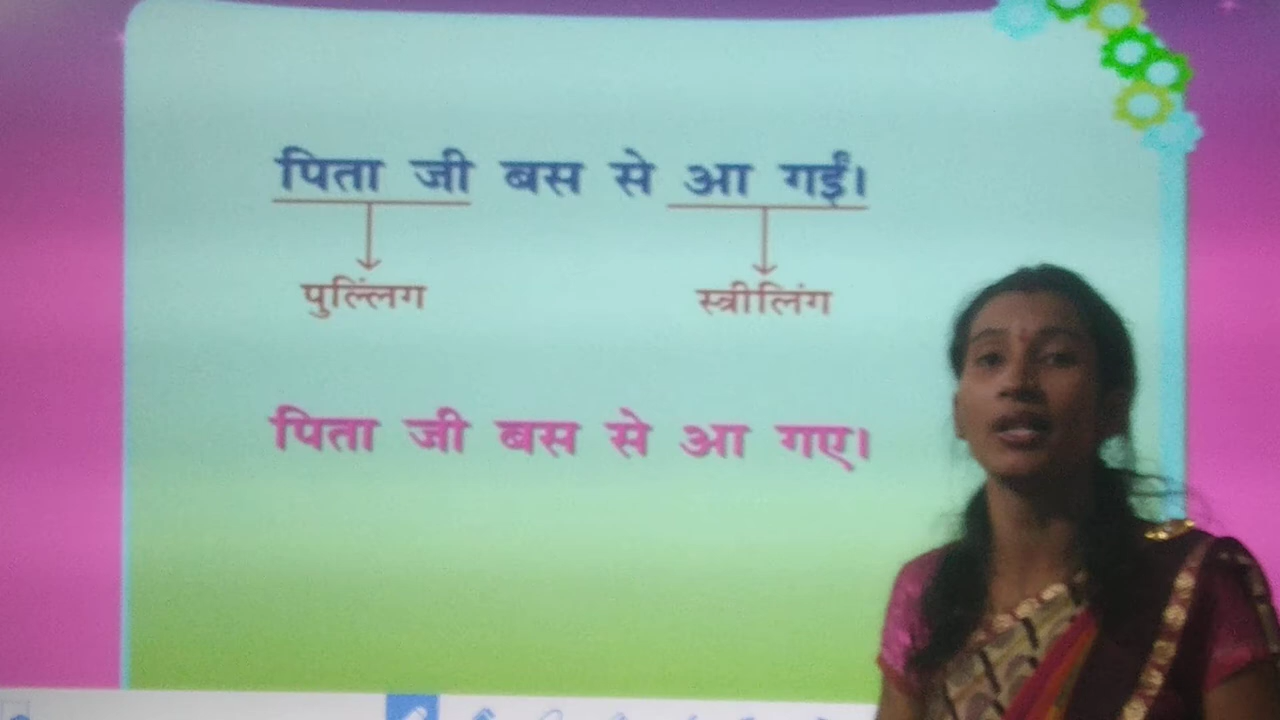 पिता जी बस से आ गईं।
पुल्लिंग स्त्रीलिंग
पिता जी बस से आ गए।